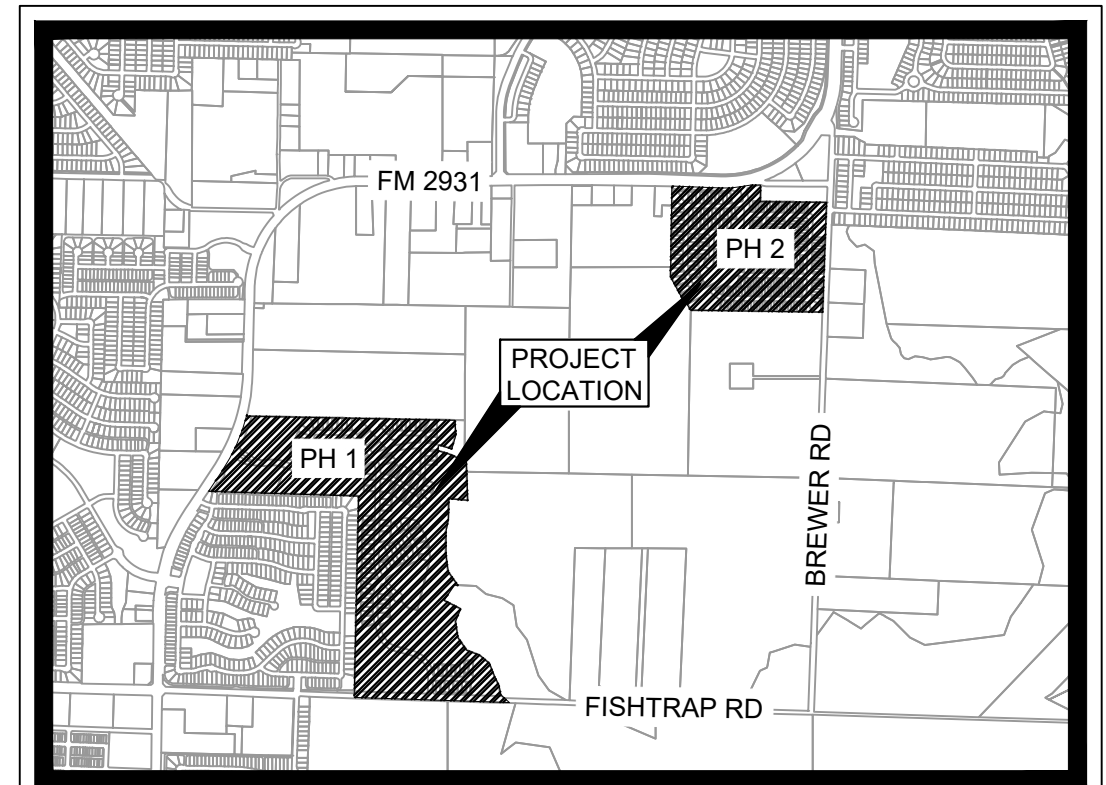 FM 2931
PH 2
PROJECT
LOCATION
PH 1
BREWER RD
FISHTRAP RD